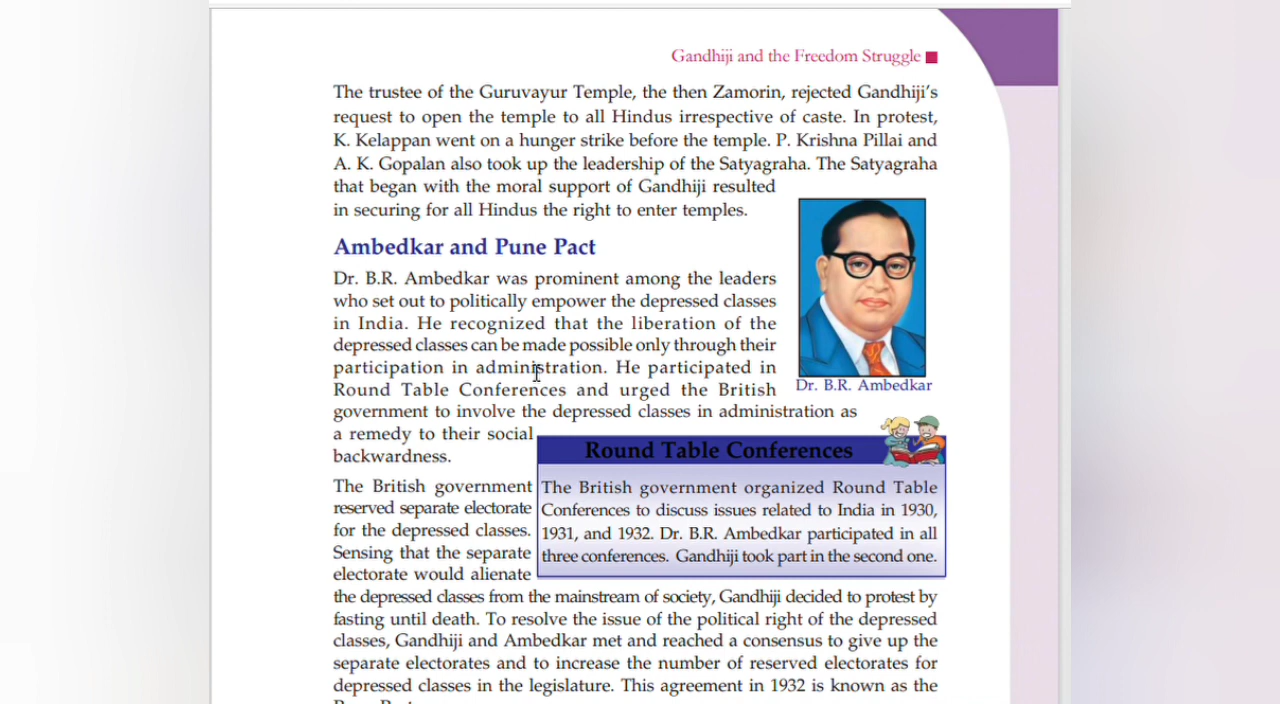 Gandhiji and the Freedom Struggle
The trustee of the Guruvayur Temple, the then Zamorin, rejected Gandhiji's
request to open the temple to all Hindus irrespective of caste. In protest,
K. Kelappan went on a hunger strike before the temple. P. Krishna Pillai and
A. K. Gopalan also took up the leadership of the Satyagraha. The Satyagraha
that began with the moral support of Gandhiji resulted
in securing for all Hindus the right to enter temples.
Ambedkar and Pune Pact
Dr. B.R. Ambedkar was prominent among the leaders
who set out to politically empower the depressed classes
in India. He recognized that the liberation of the
depressed classes can be made possible only through their
participation in administration. He participated in
Round Table Conferences and urged the British
government to involve the depressed classes in administration as
a remedy to their social
backwardness.
Dr. B.R. Ambedkar
Round Table Conferences
The British government organized Round Table
Conferences to discuss issues related to India in 1930,
1931, and 1932. Dr. B.R. Ambedkar participated in all
three conferences. Gandhiji took part in the second one.
The British government
reserved separate electorate
for the depressed classes.
Sensing that the separate
electorate would alienate
the depressed classes from the mainstream of society, Gandhiji decided to protest by
fasting until death. To resolve the issue of the political right of the depressed
classes, Gandhiji and Ambedkar met and reached a consensus to give up the
separate electorates and to increase the number of reserved electorates for
depressed classes in the legislature. This agreement in 1932 is known as the